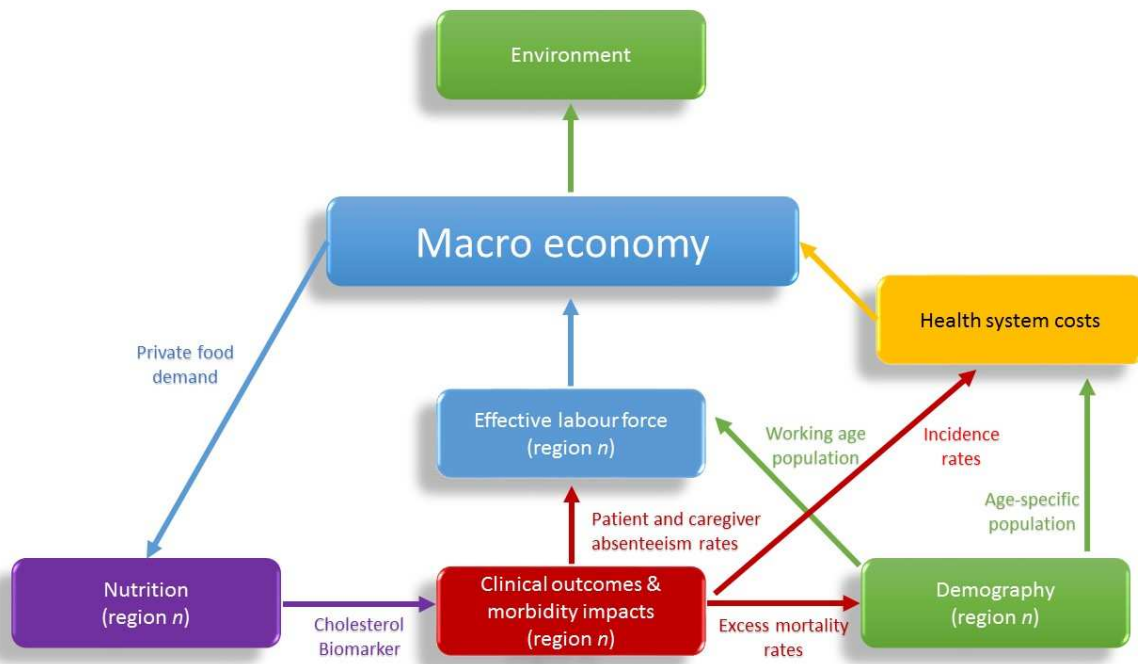 Environment
Macro economy
Health system costs
Private food
demand
Effective labour force
(region n)
Working age
population
Incidence
rates
Age-specific
population
Patient and caregiver
absenteeism rates
Nutrition
(region n)
Cholesterol
Biomarker
Clinical outcomes &
morbidity impacts
(region n)
Excess mortality
rates
Demography
(region n)